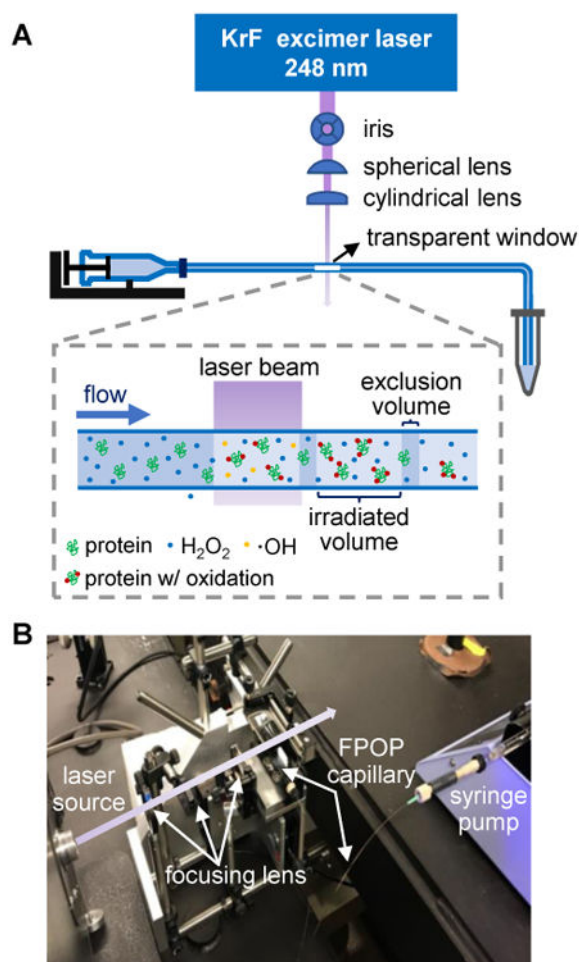 A
KrF excimer laser
248 nm
iris
spherical lens
cylindrical lens
transparent window
laser beam
exclusion
volume
flow
irradiated
volume
protein
H₂O₂
·OH
protein w/ oxidation
B
laser
source
FPOP
capillary
syringe
pump
focusing lens